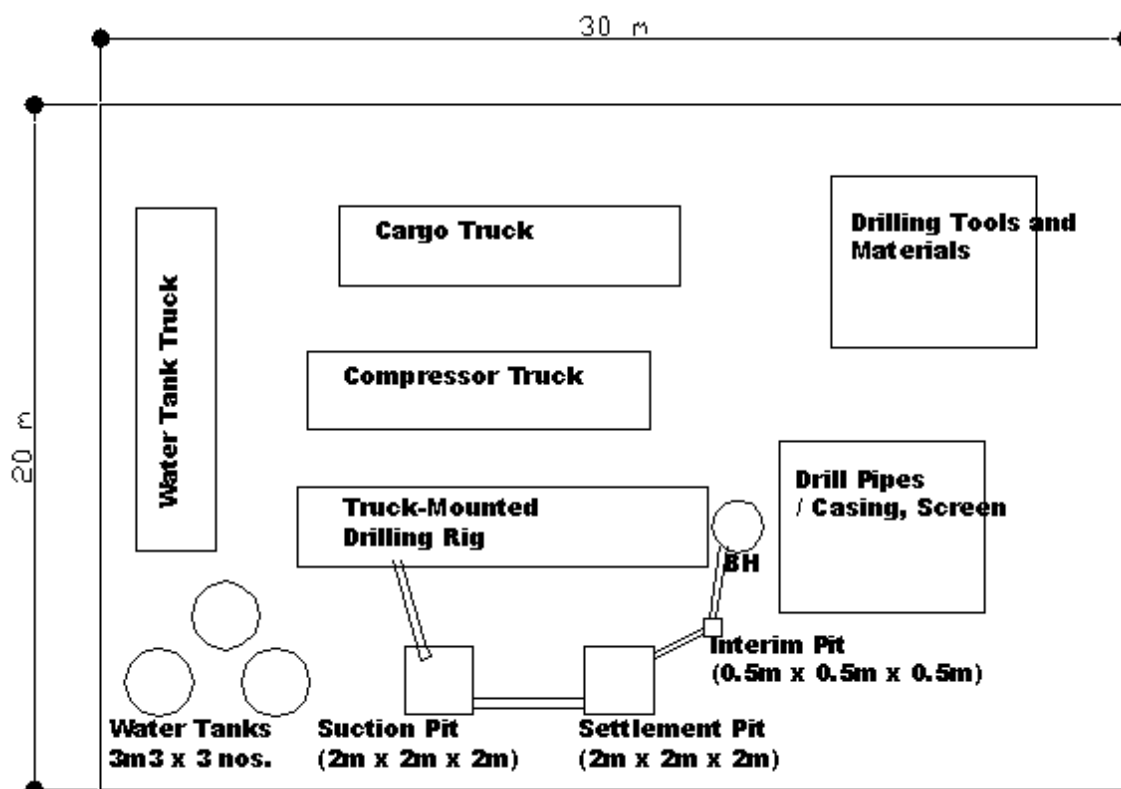 30 m
20 m
Water Tank Truck
Cargo Truck
Drilling Tools and
Materials
Compressor Truck
Truck-Mounted
Drilling Rig
Drill Pipes
/ Casing, Screen
BH
Interim Pit
(0.5m x 0.5m x 0.5m)
Water Tanks
3m3 x 3 nos.
Suction Pit
(2m x 2m x 2m)
Settlement Pit
(2m x 2m x 2m)